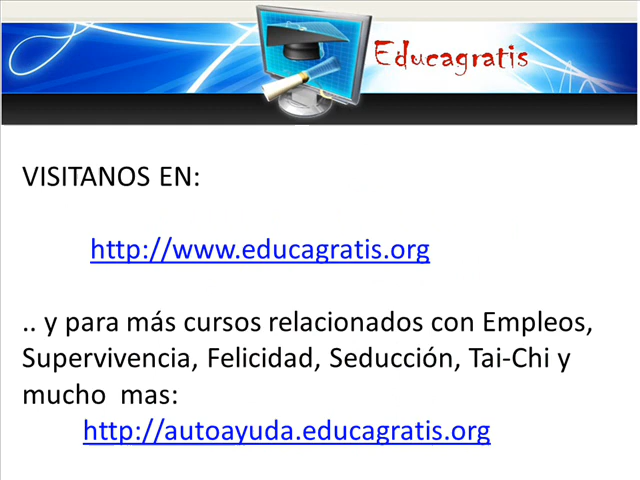 Educagratis
VISITANOS EN:
http://www.educagratis.org
.. y para más cursos relacionados con Empleos,
Supervivencia, Felicidad, Seducción, Tai-Chi y
mucho  mas:
http://autoayuda.educagratis.org